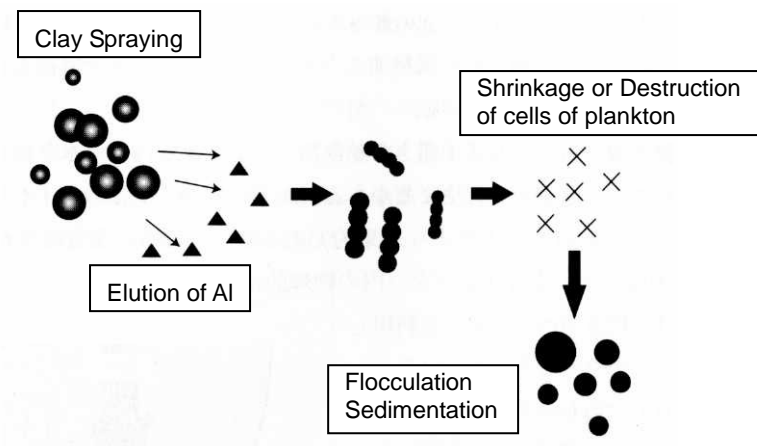 Clay Spraying
Shrinkage or Destruction
of cells of plankton
Elution of Al
Flocculation
Sedimentation